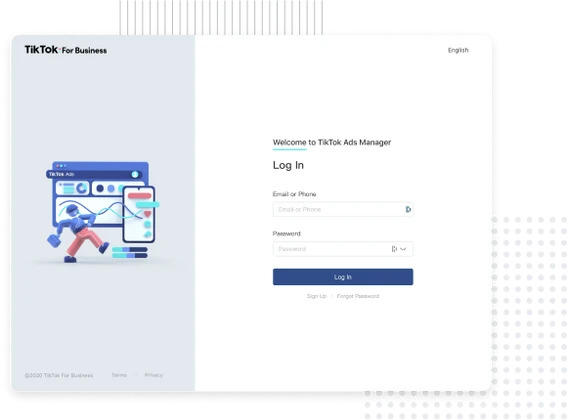 TikTok For Business
English
TikTok Ads
Welcome to TikTok Ads Manager
Log In
Email or Phone
Email or Phone
Password
Password
Log In
Sign Up
Forgot Password
©2020 TikTok For Business
Terms
Privacy